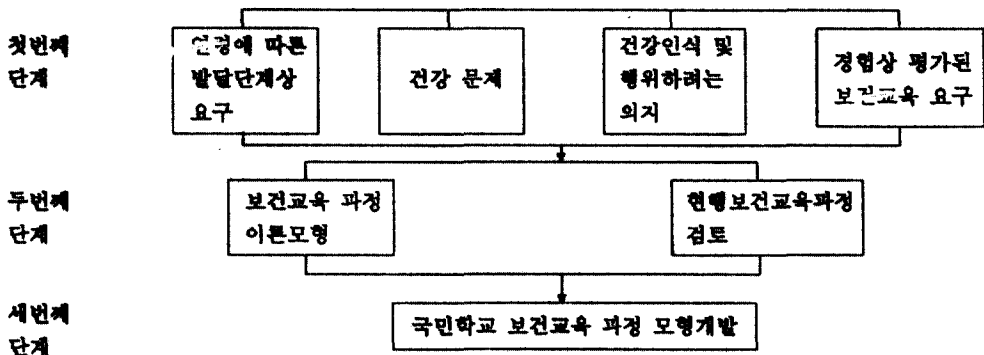 첫번째
단계
연령에 따른
발달단계상
요구
건강 문제
건강인식 및
행위하려는
의지
경험상 평가된
보건교육 요구
두번째
단계
보건교육 과정
이론모형
현행보건교육과정
검토
세번째
단계
국민학교 보건교육 과정 모형개발